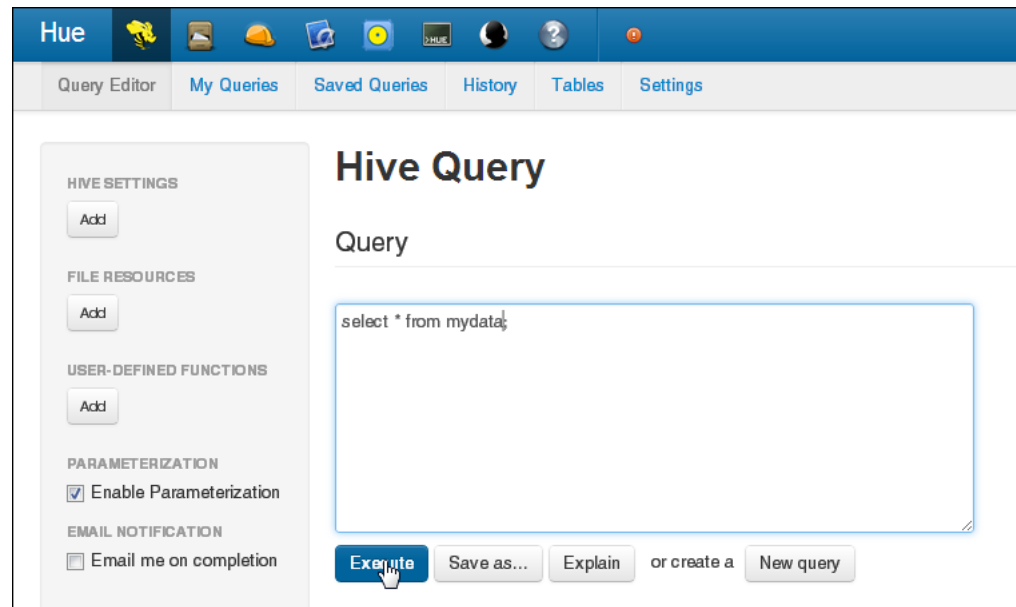 Hue >HUE
Query Editor My Queries Saved Queries History Tables Settings
HIVE SETTINGS
Add
FILE RESOURCES
Add
USER-DEFINED FUNCTIONS
Add
PARAMETERIZATION
Enable Parameterization
EMAIL NOTIFICATION
Email me on completion
Hive Query
Query
select * from mydata;
Execute Save as... Explain or create a New query